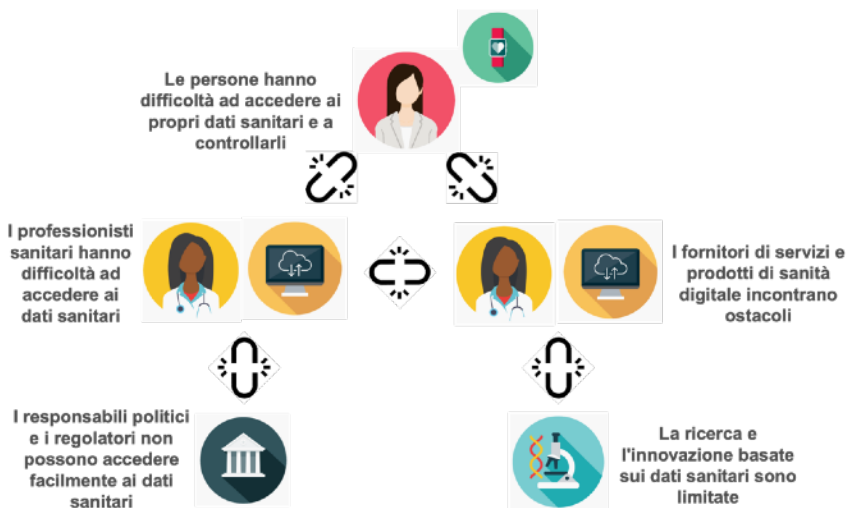 Le persone hanno
difficoltà ad accedere ai
propri dati sanitari e a
controllarli
I professionisti
sanitari hanno
difficoltà ad
accedere ai
dati sanitari
I fornitori di servizi e
prodotti di sanità
digitale incontrano
ostacoli
I responsabili politici
e i regolatori non
possono accedere
facilmente ai dati
sanitari
La ricerca e
l'innovazione basate
sui dati sanitari sono
limitate